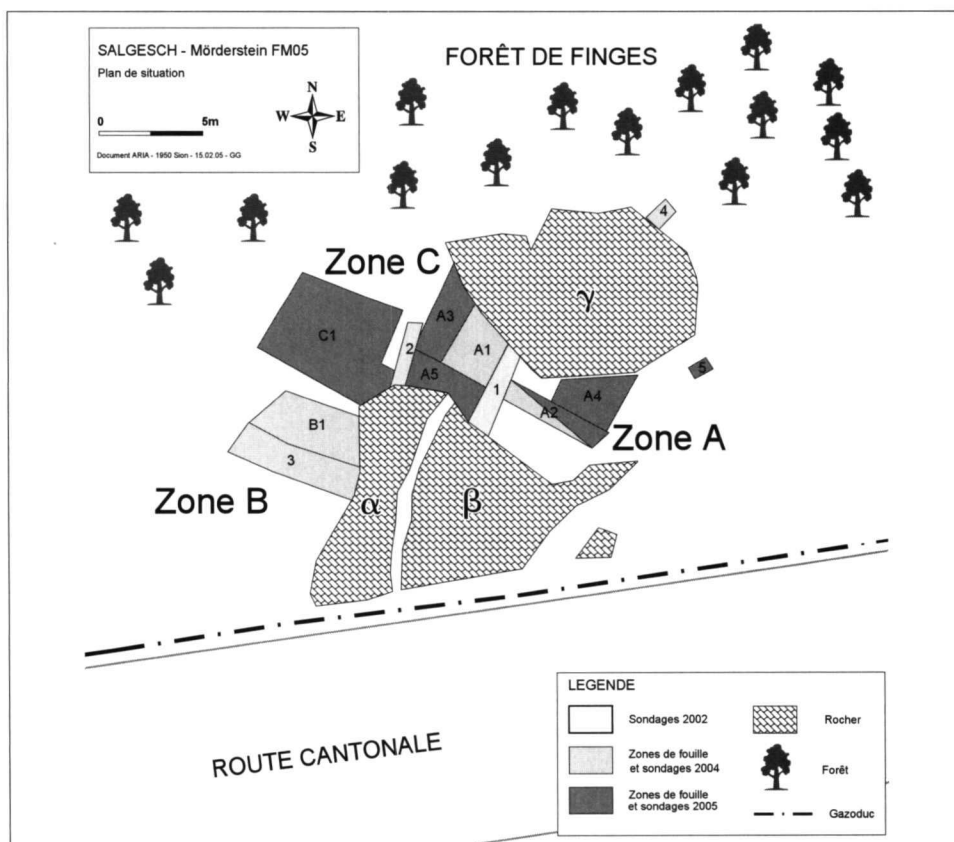 SALGESCH - Mörderstein FM05
Plan de situation
N
W E
S
0 5m
Document ARIA - 1950 Sion - 15.02.05 - GG
FORÊT DE FINGES
4
Zone C
γ
C1
2
A3
A1
A5
1
5
A4
A2
B1
3
Zone A
Zone B
α
β
ROUTE CANTONALE
LEGENDE
Sondages 2002
Rocher
Zones de fouille
et sondages 2004
Forêt
Zones de fouille
et sondages 2005
Gazoduc